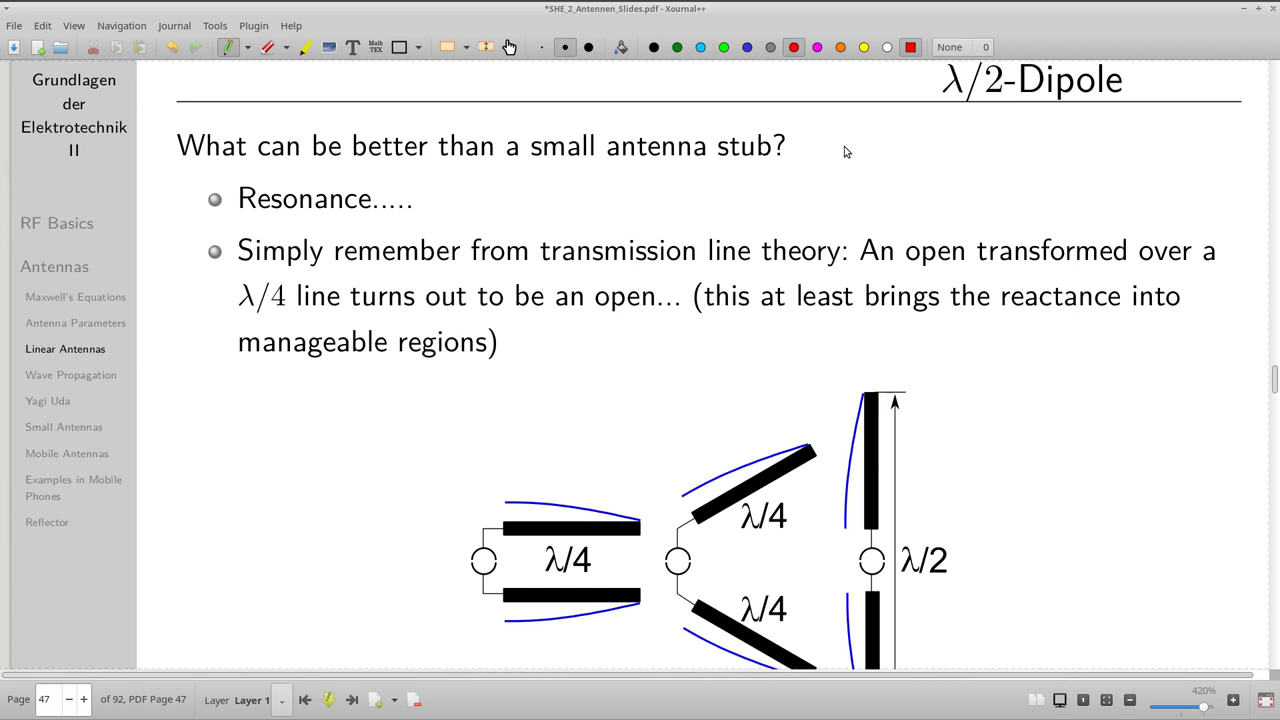 *SHE_2_Antennen_Slides.pdf - Xournal++
File Edit View Navigation Journal Tools Plugin Help
T Math TEX None 0
Grundlagen
der
Elektrotechnik
II
RF Basics
Antennas
Maxwell's Equations
Antenna Parameters
Linear Antennas
Wave Propagation
Yagi Uda
Small Antennas
Mobile Antennas
Examples in Mobile
Phones
Reflector
λ/2-Dipole
What can be better than a small antenna stub?
Resonance.....
Simply remember from transmission line theory: An open transformed over a
λ/4 line turns out to be an open... (this at least brings the reactance into
manageable regions)
λ/4
λ/4
λ/4
λ/2
Page 47 of 92, PDF Page 47 Layer Layer 1 420%